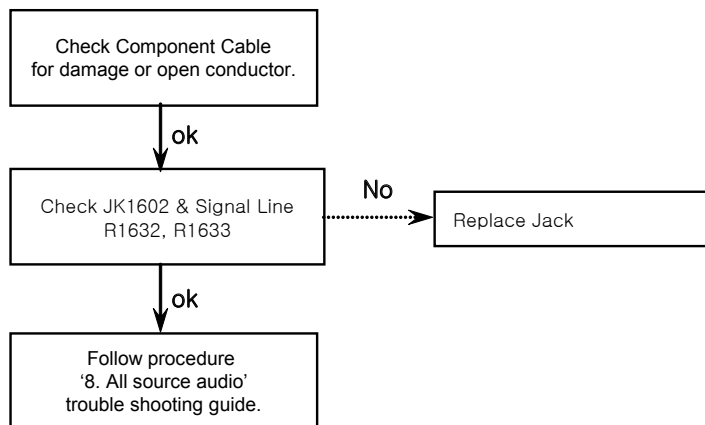 Check Component Cable
for damage or open conductor.
ok
Check JK1602 & Signal Line
R1632, R1633
No
Replace Jack
ok
Follow procedure
‘8. All source audio’
trouble shooting guide.